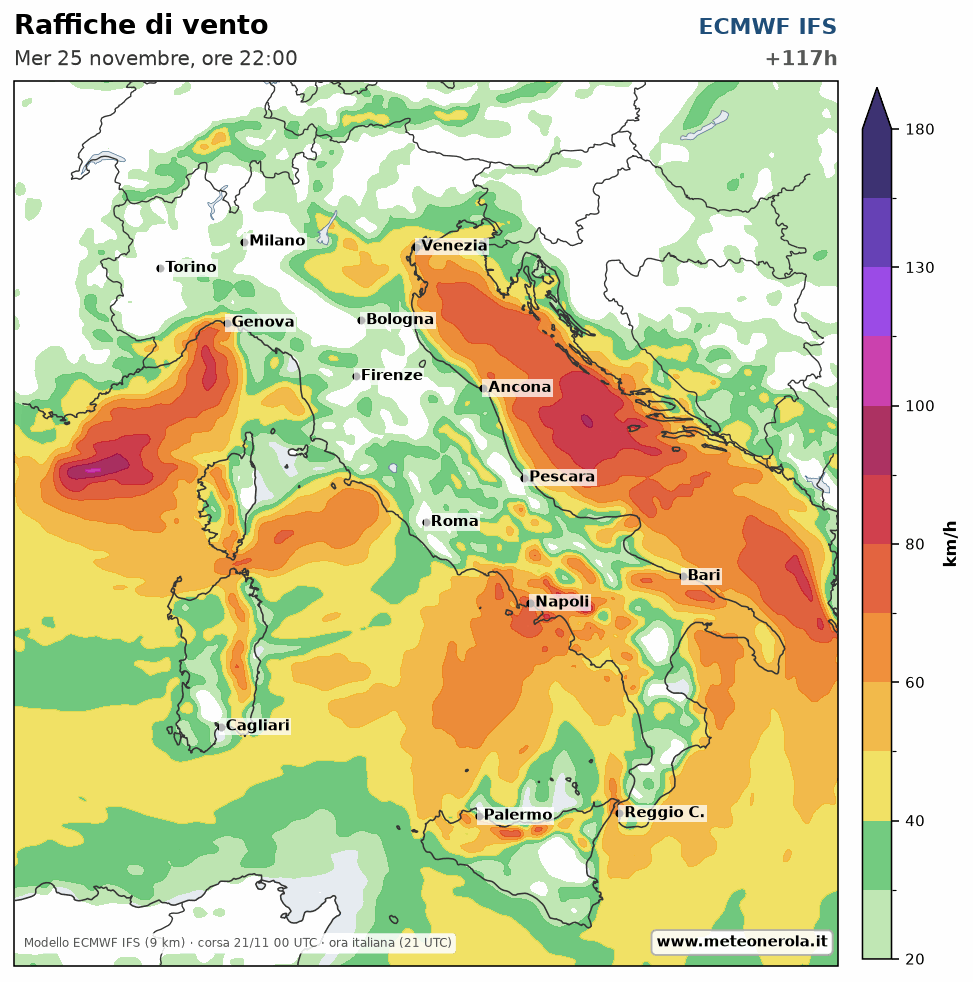 Raffiche di vento
ECMWF IFS
Mer 25 novembre, ore 22:00
+117h
Milano
Venezia
Torino
Genova
Bologna
Firenze
Ancona
Pescara
Roma
Bari
Napoli
Cagliari
Palermo
Reggio C.
Modello ECMWF IFS (9 km) · corsa 21/11 00 UTC · ora italiana (21 UTC)
www.meteonerola.it
180
130
100
80
60
40
20
km/h